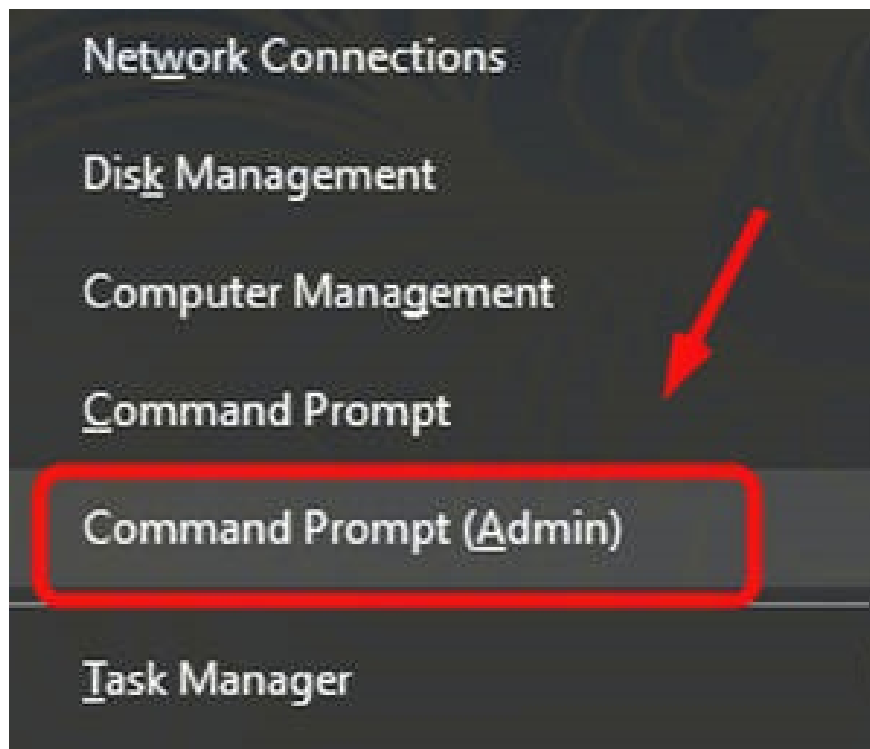 Network Connections
Disk Management
Computer Management
Command Prompt
Command Prompt (Admin)
Task Manager